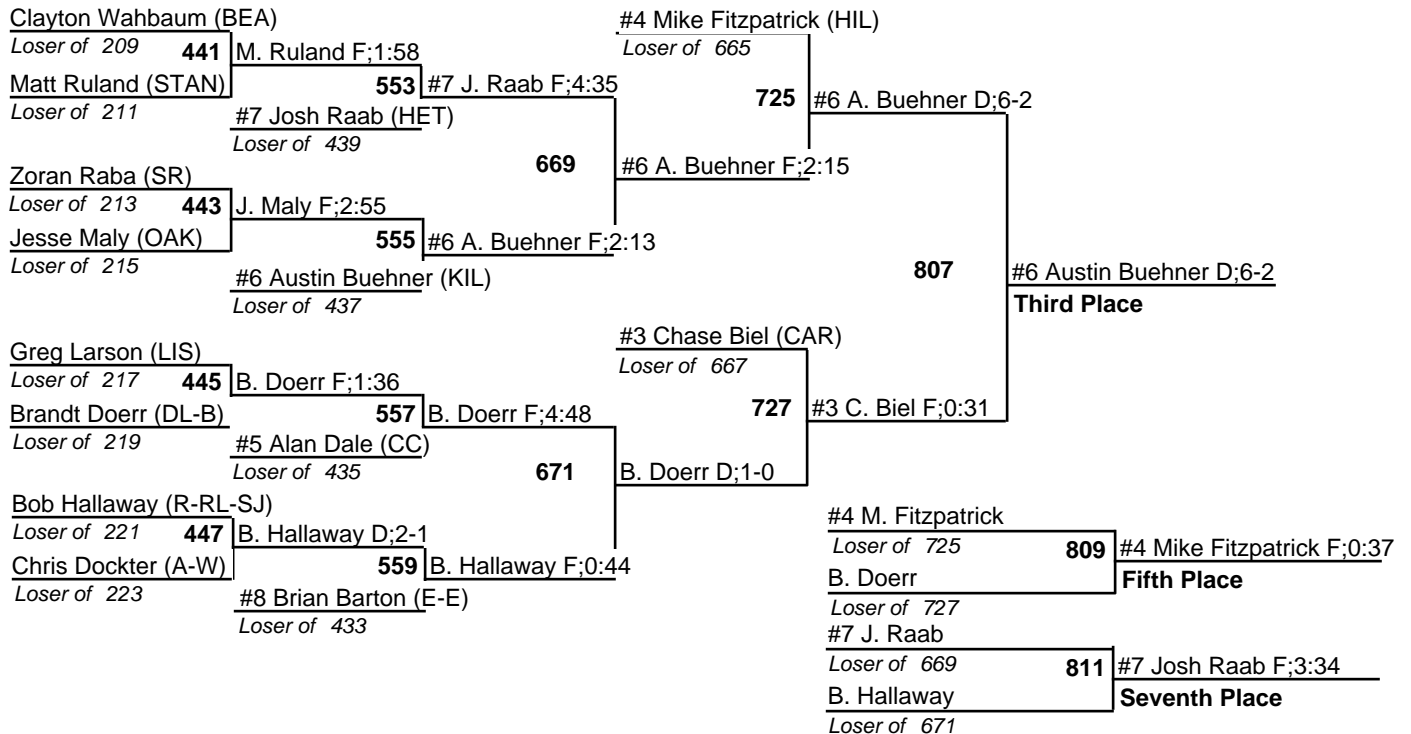 Clayton Wahbaum (BEA)
Loser of 209
441
M. Ruland F;1:58
Matt Ruland (STAN)
Loser of 211
553
#7 J. Raab F;4:35
#7 Josh Raab (HET)
Loser of 439
669
#6 A. Buehner F;2:15
Zoran Raba (SR)
Loser of 213
443
J. Maly F;2:55
Jesse Maly (OAK)
Loser of 215
555
#6 A. Buehner F;2:13
#6 Austin Buehner (KIL)
Loser of 437
#4 Mike Fitzpatrick (HIL)
Loser of 665
725
#6 A. Buehner D;6-2
807
#6 Austin Buehner D;6-2
Third Place
Greg Larson (LIS)
Loser of 217
445
B. Doerr F;1:36
Brandt Doerr (DL-B)
Loser of 219
557
B. Doerr F;4:48
#5 Alan Dale (CC)
Loser of 435
671
B. Doerr D;1-0
Bob Hallaway (R-RL-SJ)
Loser of 221
447
B. Hallaway D;2-1
Chris Dockter (A-W)
Loser of 223
559
B. Hallaway F;0:44
#8 Brian Barton (E-E)
Loser of 433
#3 Chase Biel (CAR)
Loser of 667
727
#3 C. Biel F;0:31
#4 M. Fitzpatrick
Loser of 725
809
#4 Mike Fitzpatrick F;0:37
Fifth Place
B. Doerr
Loser of 727
#7 J. Raab
Loser of 669
811
#7 Josh Raab F;3:34
Seventh Place
B. Hallaway
Loser of 671